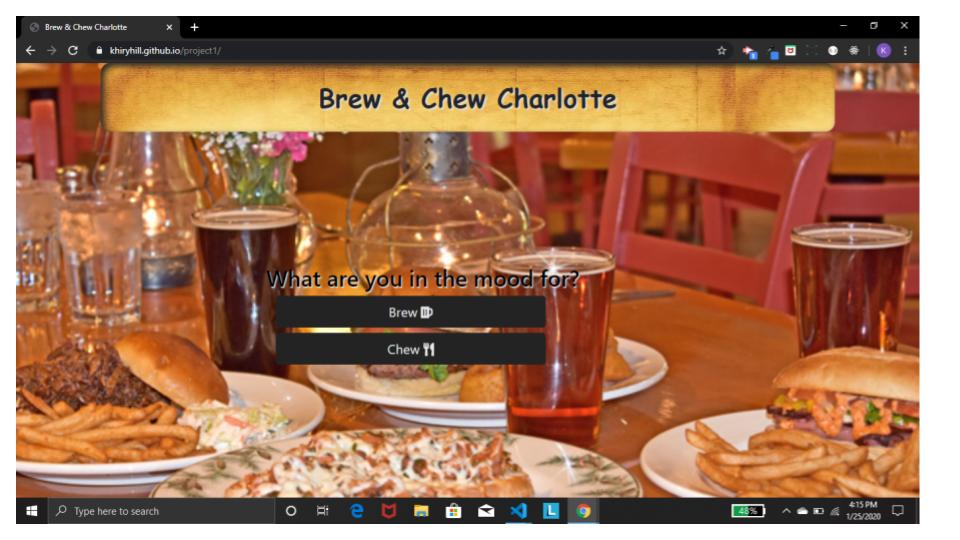 Brew & Chew Charlotte
khiryhill.github.io/project1/
K
Brew & Chew Charlotte
What are you in the mood for?
Brew
Chew
Type here to search
48%
4:15 PM
1/25/2020